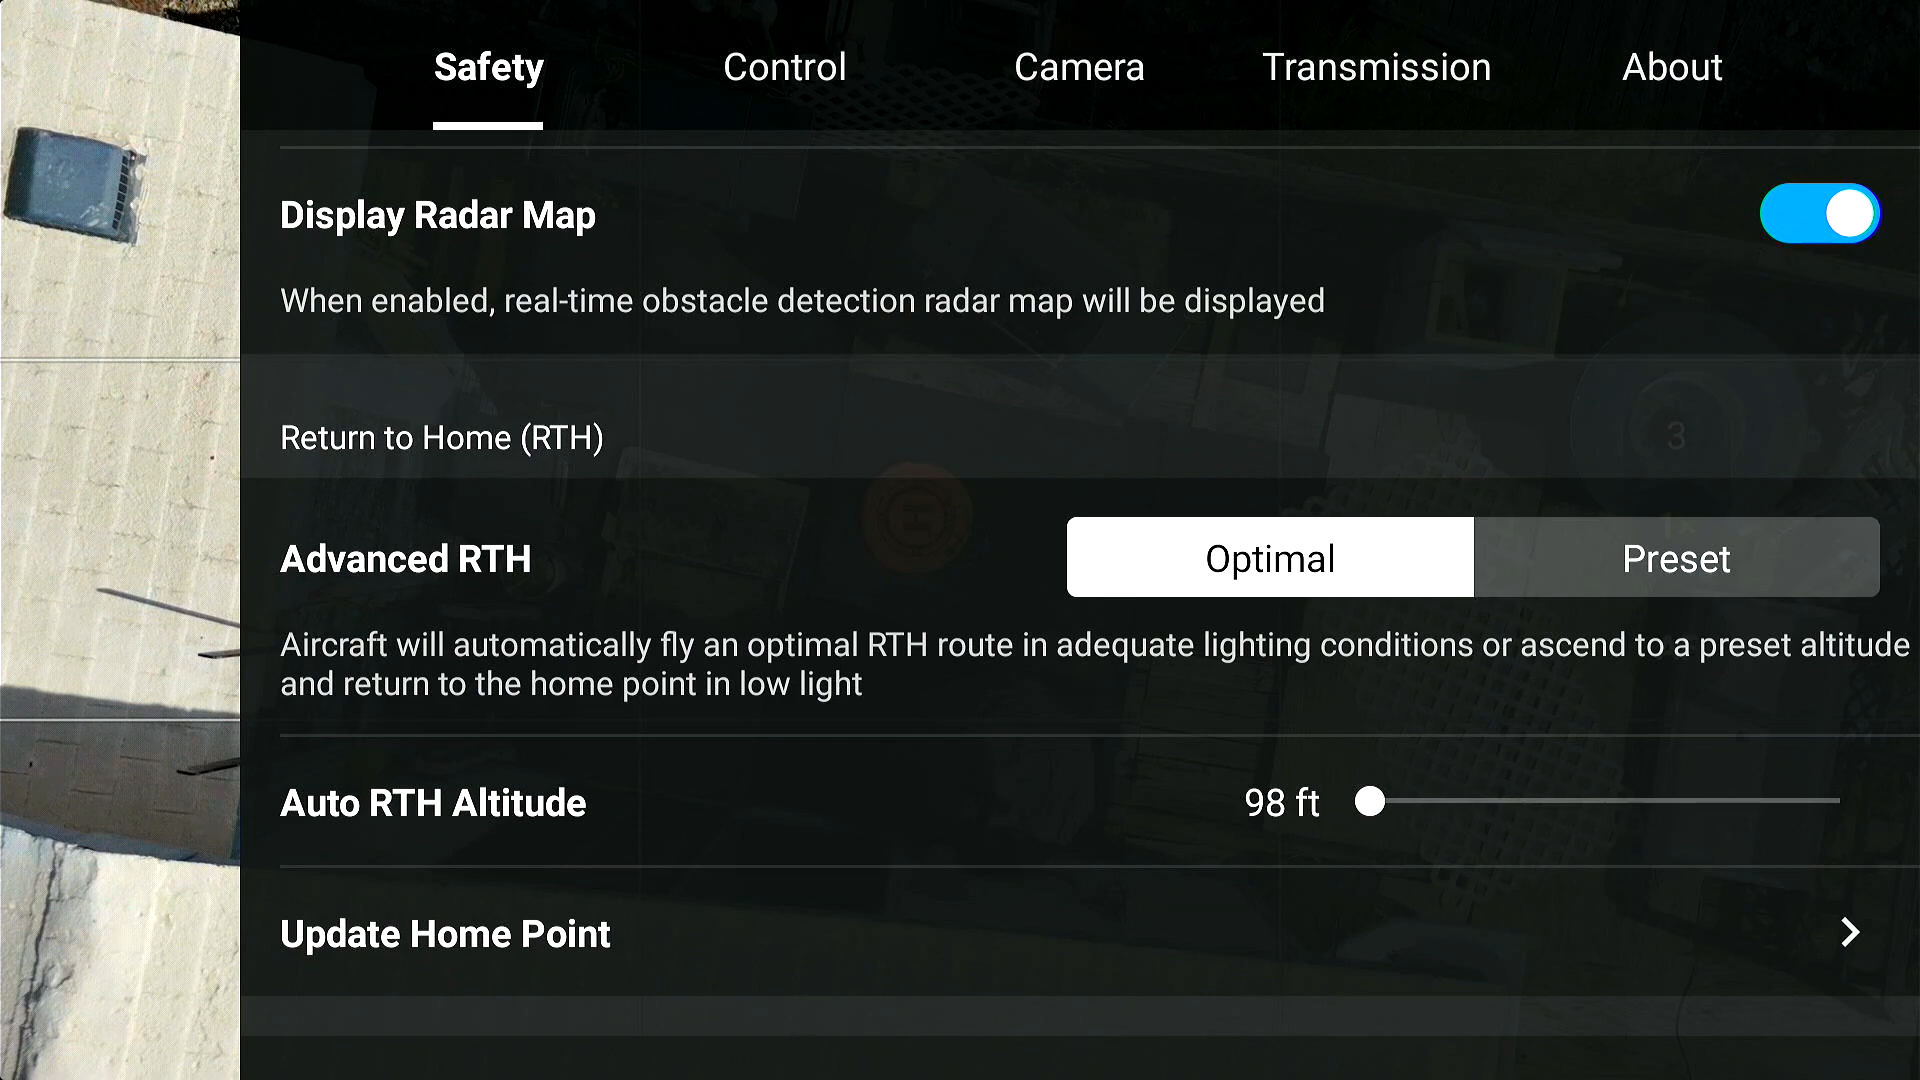 Safety Control Camera Transmission About
Display Radar Map
When enabled, real-time obstacle detection radar map will be displayed
Return to Home (RTH)
3
H
Advanced RTH Optimal Preset
Aircraft will automatically fly an optimal RTH route in adequate lighting conditions or ascend to a preset altitude
and return to the home point in low light
Auto RTH Altitude 98 ft
Update Home Point